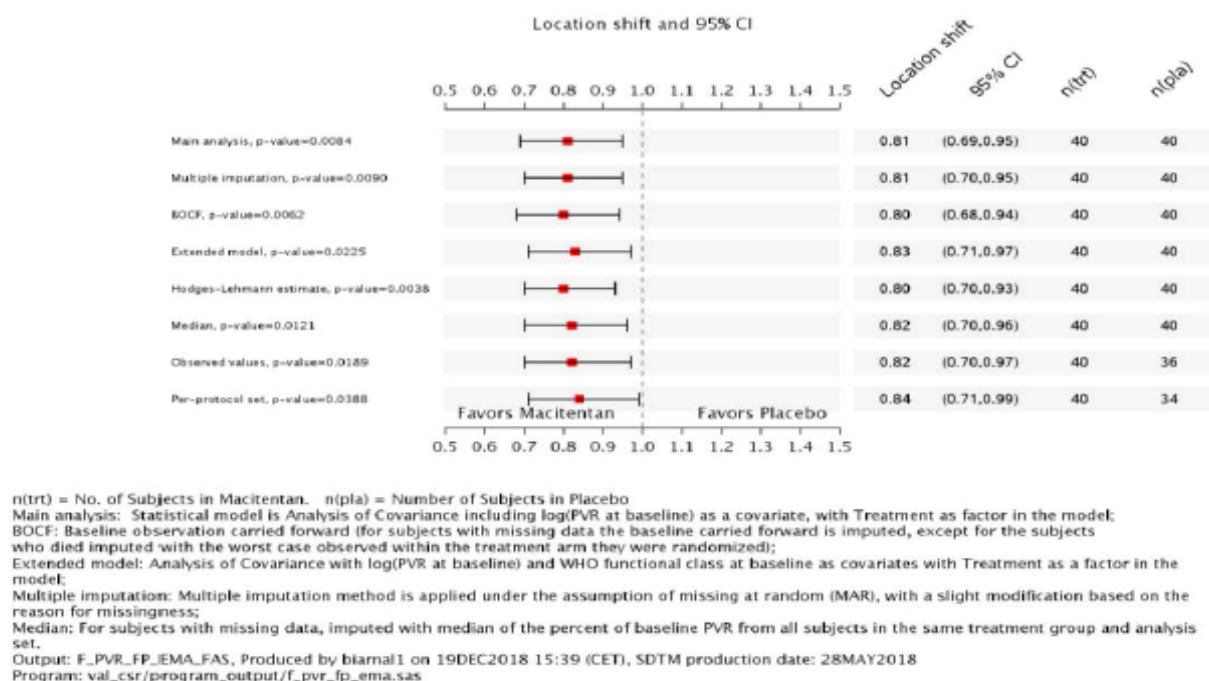 Location shift and 95% CI
Location shift 95% CI n(trt) n(pla)
0.5 0.6 0.7 0.8 0.9 1.0 1.1 1.2 1.3 1.4 1.5
Main analysis, p-value=0.0084 0.81 (0.69,0.95) 40 40
Multiple imputation, p-value=0.0090 0.81 (0.70,0.95) 40 40
BOCF, p-value=0.0062 0.80 (0.68,0.94) 40 40
Extended model, p-value=0.0225 0.83 (0.71,0.97) 40 40
Hodges-Lehmann estimate, p-value=0.0038 0.80 (0.70,0.93) 40 40
Median, p-value=0.0121 0.82 (0.70,0.96) 40 40
Observed values, p-value=0.0189 0.82 (0.70,0.97) 40 36
Per-protocol set, p-value=0.0388 0.84 (0.71,0.99) 40 34
Favors Macitentan Favors Placebo
0.5 0.6 0.7 0.8 0.9 1.0 1.1 1.2 1.3 1.4 1.5
n(trt) = No. of Subjects in Macitentan. n(pla) = Number of Subjects in Placebo
Main analysis: Statistical model is Analysis of Covariance including log(PVR at baseline) as a covariate, with Treatment as factor in the model;
BOCF: Baseline observation carried forward (for subjects with missing data the baseline carried forward is imputed, except for the subjects
who died imputed with the worst case observed within the treatment arm they were randomized);
Extended model: Analysis of Covariance with log(PVR at baseline) and WHO functional class at baseline as covariates with Treatment as a factor in the
model;
Multiple imputation: Multiple imputation method is applied under the assumption of missing at random (MAR), with a slight modification based on the
reason for missingness;
Median: For subjects with missing data, imputed with median of the percent of baseline PVR from all subjects in the same treatment group and analysis
set.
Output: F_PVR_FP_EMA_FAS, Produced by biarnal1 on 19DEC2018 15:39 (CET), SDTM production date: 28MAY2018
Program: val_csr/program_output/f_pvr_fp_ema.sas